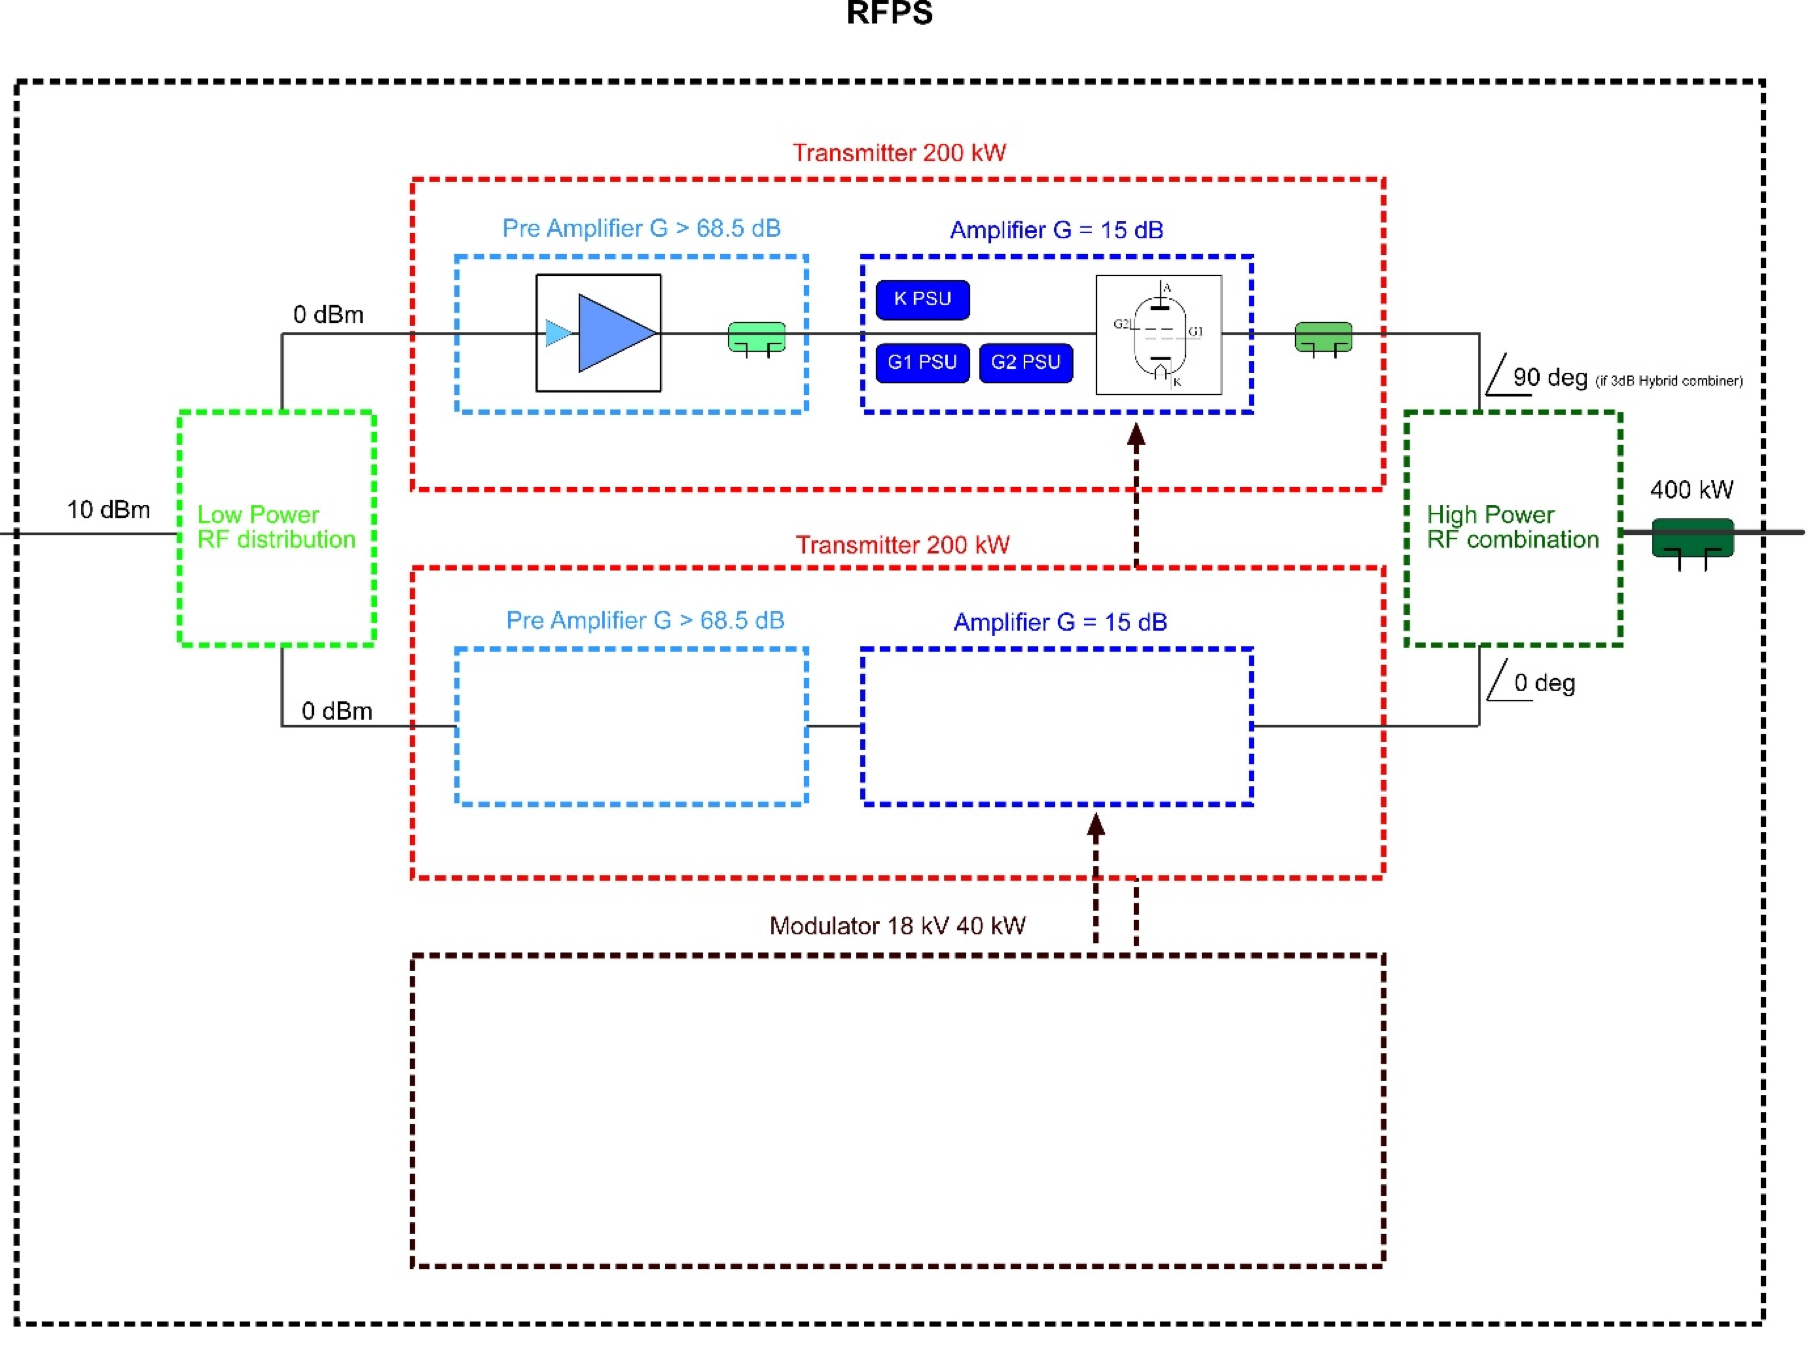 RFPS
Transmitter 200 kW
Pre Amplifier G > 68.5 dB
Amplifier G = 15 dB
K PSU
G1 PSU
G2 PSU
A
G2
G1
K
0 dBm
90 deg (if 3dB Hybrid combiner)
10 dBm
Low Power
RF distribution
High Power
RF combination
400 kW
Transmitter 200 kW
Pre Amplifier G > 68.5 dB
Amplifier G = 15 dB
0 dBm
0 deg
Modulator 18 kV 40 kW